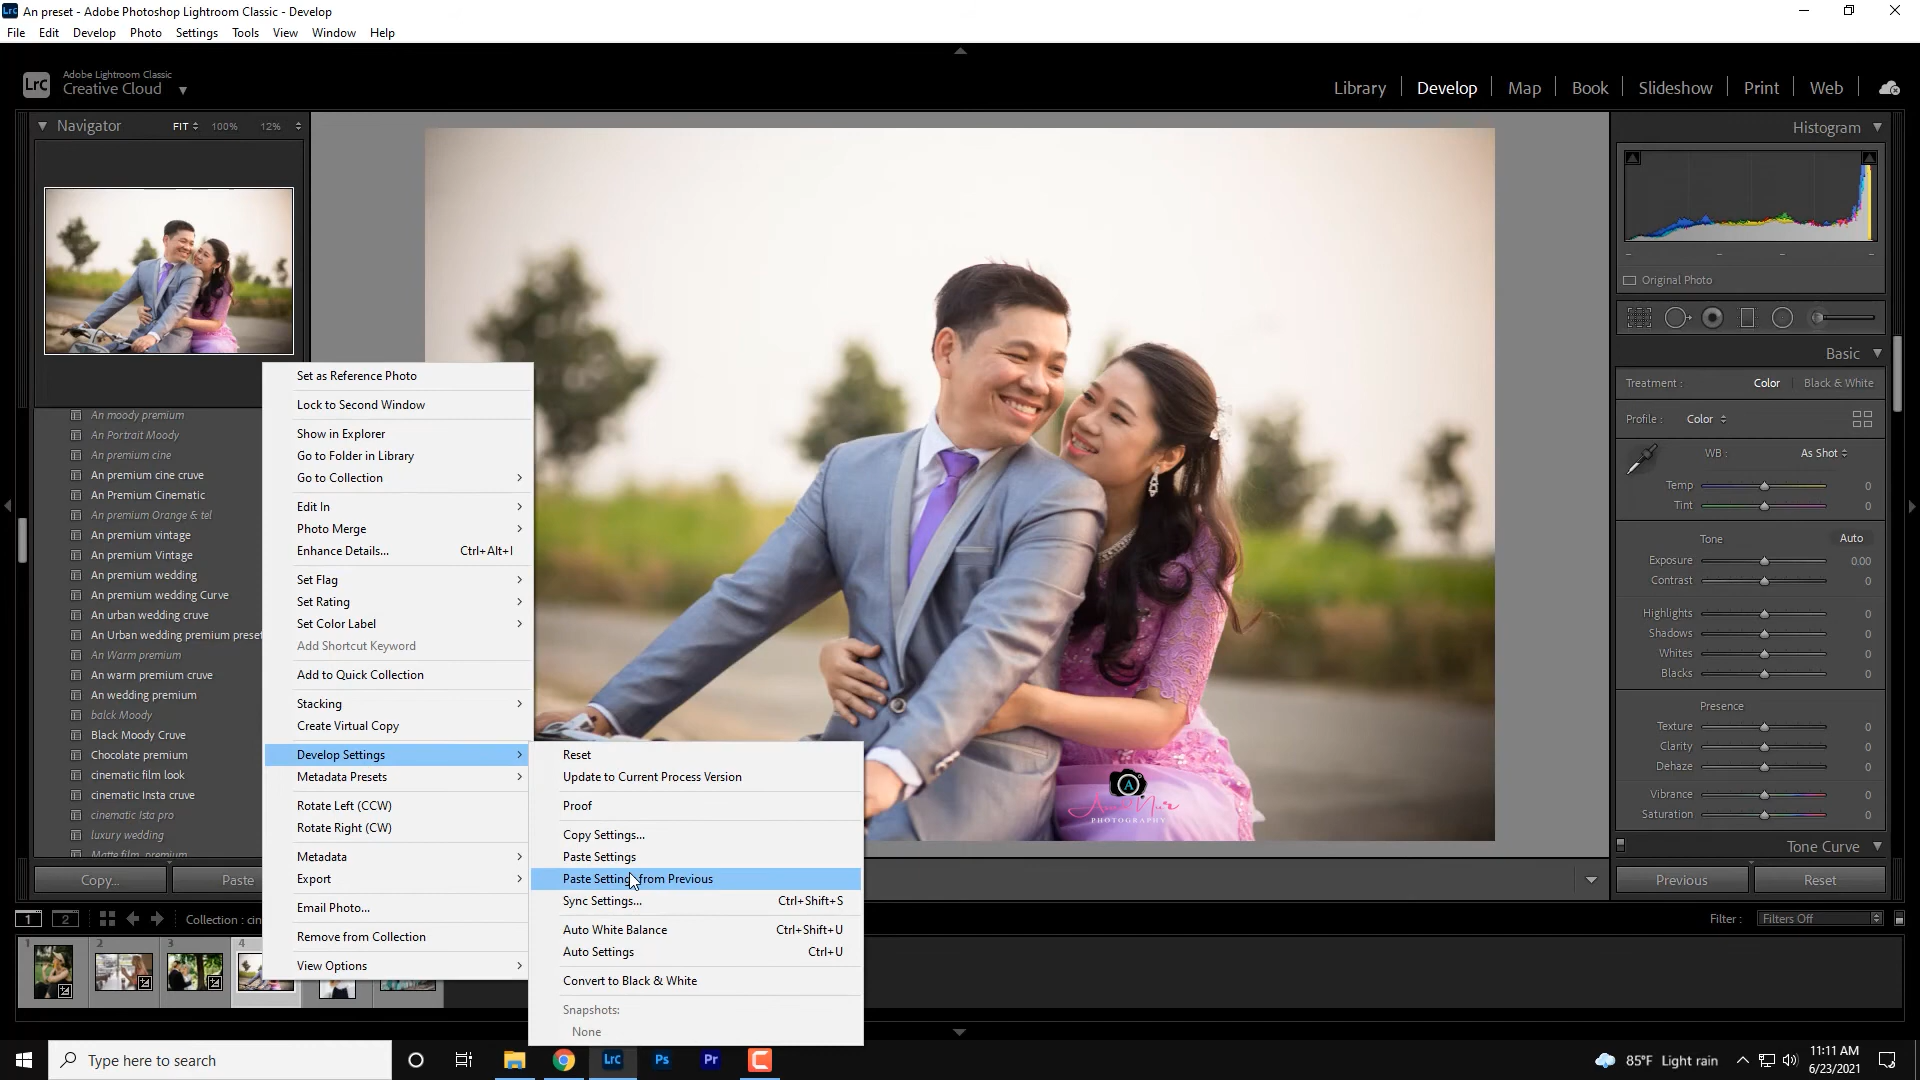 An preset - Adobe Photoshop Lightroom Classic - Develop
File Edit Develop Photo Settings Tools View Window Help
LrC
Adobe Lightroom Classic
Creative Cloud
Library Develop Map Book Slideshow Print Web
Navigator FIT 100% 12%
Histogram
Original Photo
Basic
Treatment : Color Black & White
Profile : Color
WB : As Shot
Temp 0
Tint 0
Tone Auto
Exposure 0.00
Contrast 0
Highlights 0
Shadows 0
Whites 0
Blacks 0
Presence
Texture 0
Clarity 0
Dehaze 0
Vibrance 0
Saturation 0
Tone Curve
Previous Reset
An moody premium
An Portrait Moody
An premium cine
An premium cine cruve
An Premium Cinematic
An premium Orange & tel
An premium vintage
An premium Vintage
An premium wedding
An premium wedding Curve
An urban wedding cruve
An Urban wedding premium preset
An Warm premium
An warm premium cruve
An wedding premium
balck Moody
Black Moody Cruve
Chocolate premium
cinematic film look
cinematic Insta cruve
cinematic Ista pro
luxury wedding
Matte film premium
Copy... Paste
Set as Reference Photo
Lock to Second Window
Show in Explorer
Go to Folder in Library
Go to Collection
Edit In
Photo Merge
Enhance Details... Ctrl+Alt+I
Set Flag
Set Rating
Set Color Label
Add Shortcut Keyword
Add to Quick Collection
Stacking
Create Virtual Copy
Develop Settings
Metadata Presets
Rotate Left (CCW)
Rotate Right (CW)
Metadata
Export
Email Photo...
Remove from Collection
View Options
Reset
Update to Current Process Version
Proof
Copy Settings...
Paste Settings
Paste Settings from Previous
Sync Settings... Ctrl+Shift+S
Auto White Balance Ctrl+Shift+U
Auto Settings Ctrl+U
Convert to Black & White
Snapshots:
None
A
PHOTOGRAPHY
1 2 Collection : cin
Filter : Filters Off
1 2 3 4
Type here to search
LrC Ps Pr
85°F Light rain
11:11 AM
6/23/2021